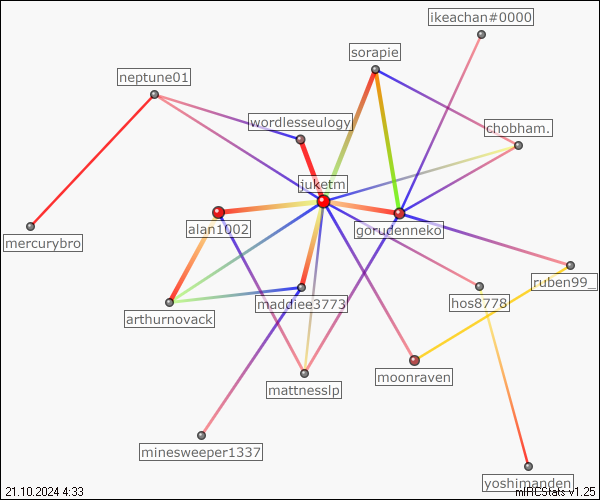 ikeachan#0000
sorapie
neptune01
wordlesseulogy
chobham.
juketm
alan1002
gorudenneko
mercurybro
ruben99_
maddiee3773
hos8778
arthurnovack
moonraven
mattnesslp
minesweeper1337
yoshimanden
21.10.2024 4:33
mIRCStats v1.25